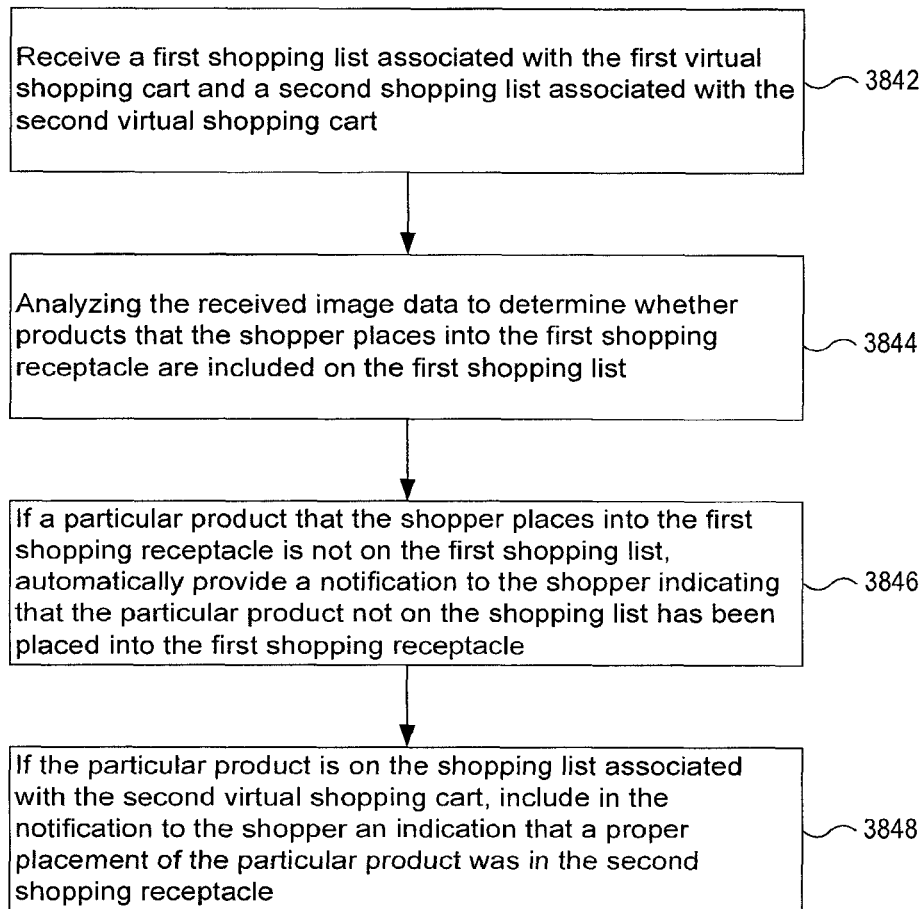 Receive a first shopping list associated with the first virtual
shopping cart and a second shopping list associated with the
second virtual shopping cart
3842
Analyzing the received image data to determine whether
products that the shopper places into the first shopping
receptacle are included on the first shopping list
3844
If a particular product that the shopper places into the first
shopping receptacle is not on the first shopping list,
automatically provide a notification to the shopper indicating
that the particular product not on the shopping list has been
placed into the first shopping receptacle
3846
If the particular product is on the shopping list associated
with the second virtual shopping cart, include in the
notification to the shopper an indication that a proper
placement of the particular product was in the second
shopping receptacle
3848